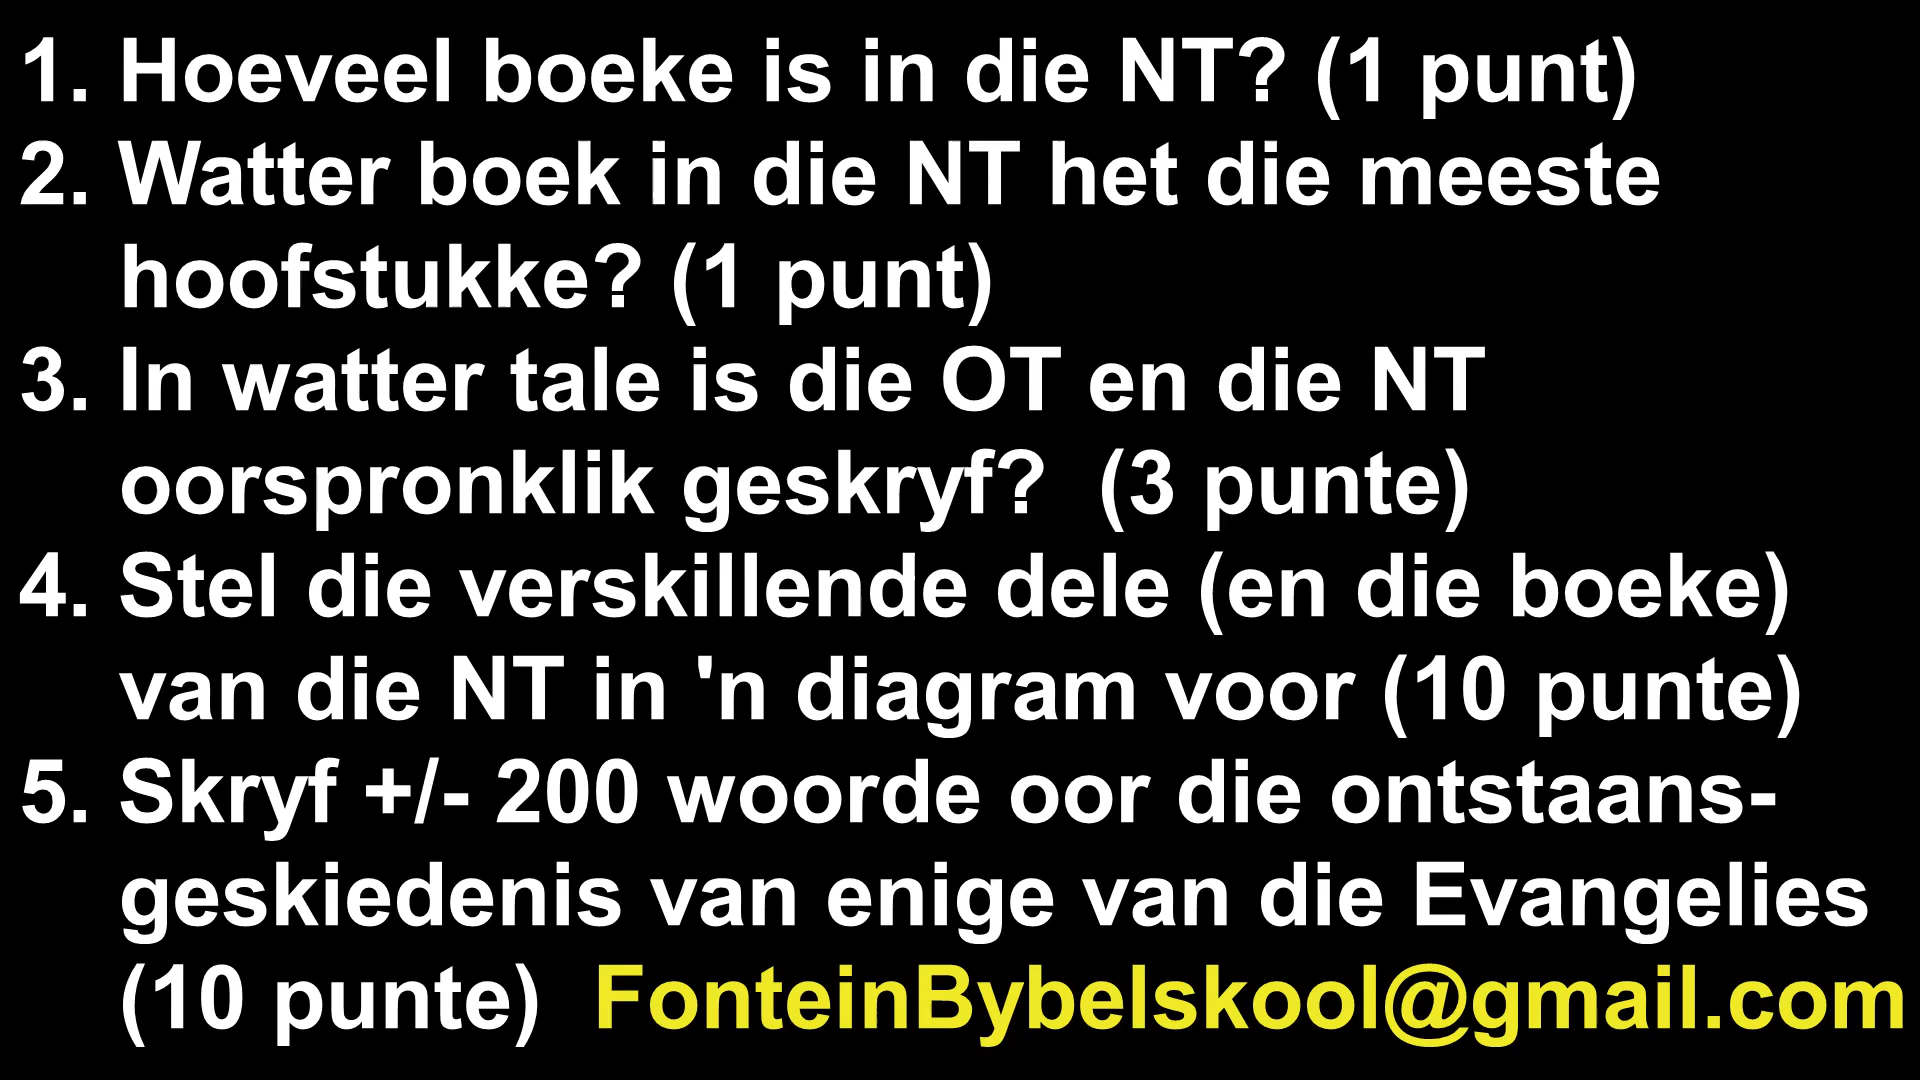 1. Hoeveel boeke is in die NT? (1 punt)
2. Watter boek in die NT het die meeste
hoofstukke? (1 punt)
3. In watter tale is die OT en die NT
oorspronklik geskryf?  (3 punte)
4. Stel die verskillende dele (en die boeke)
van die NT in 'n diagram voor (10 punte)
5. Skryf +/- 200 woorde oor die ontstaans-
geskiedenis van enige van die Evangelies
(10 punte)  FonteinBybelskool@gmail.com